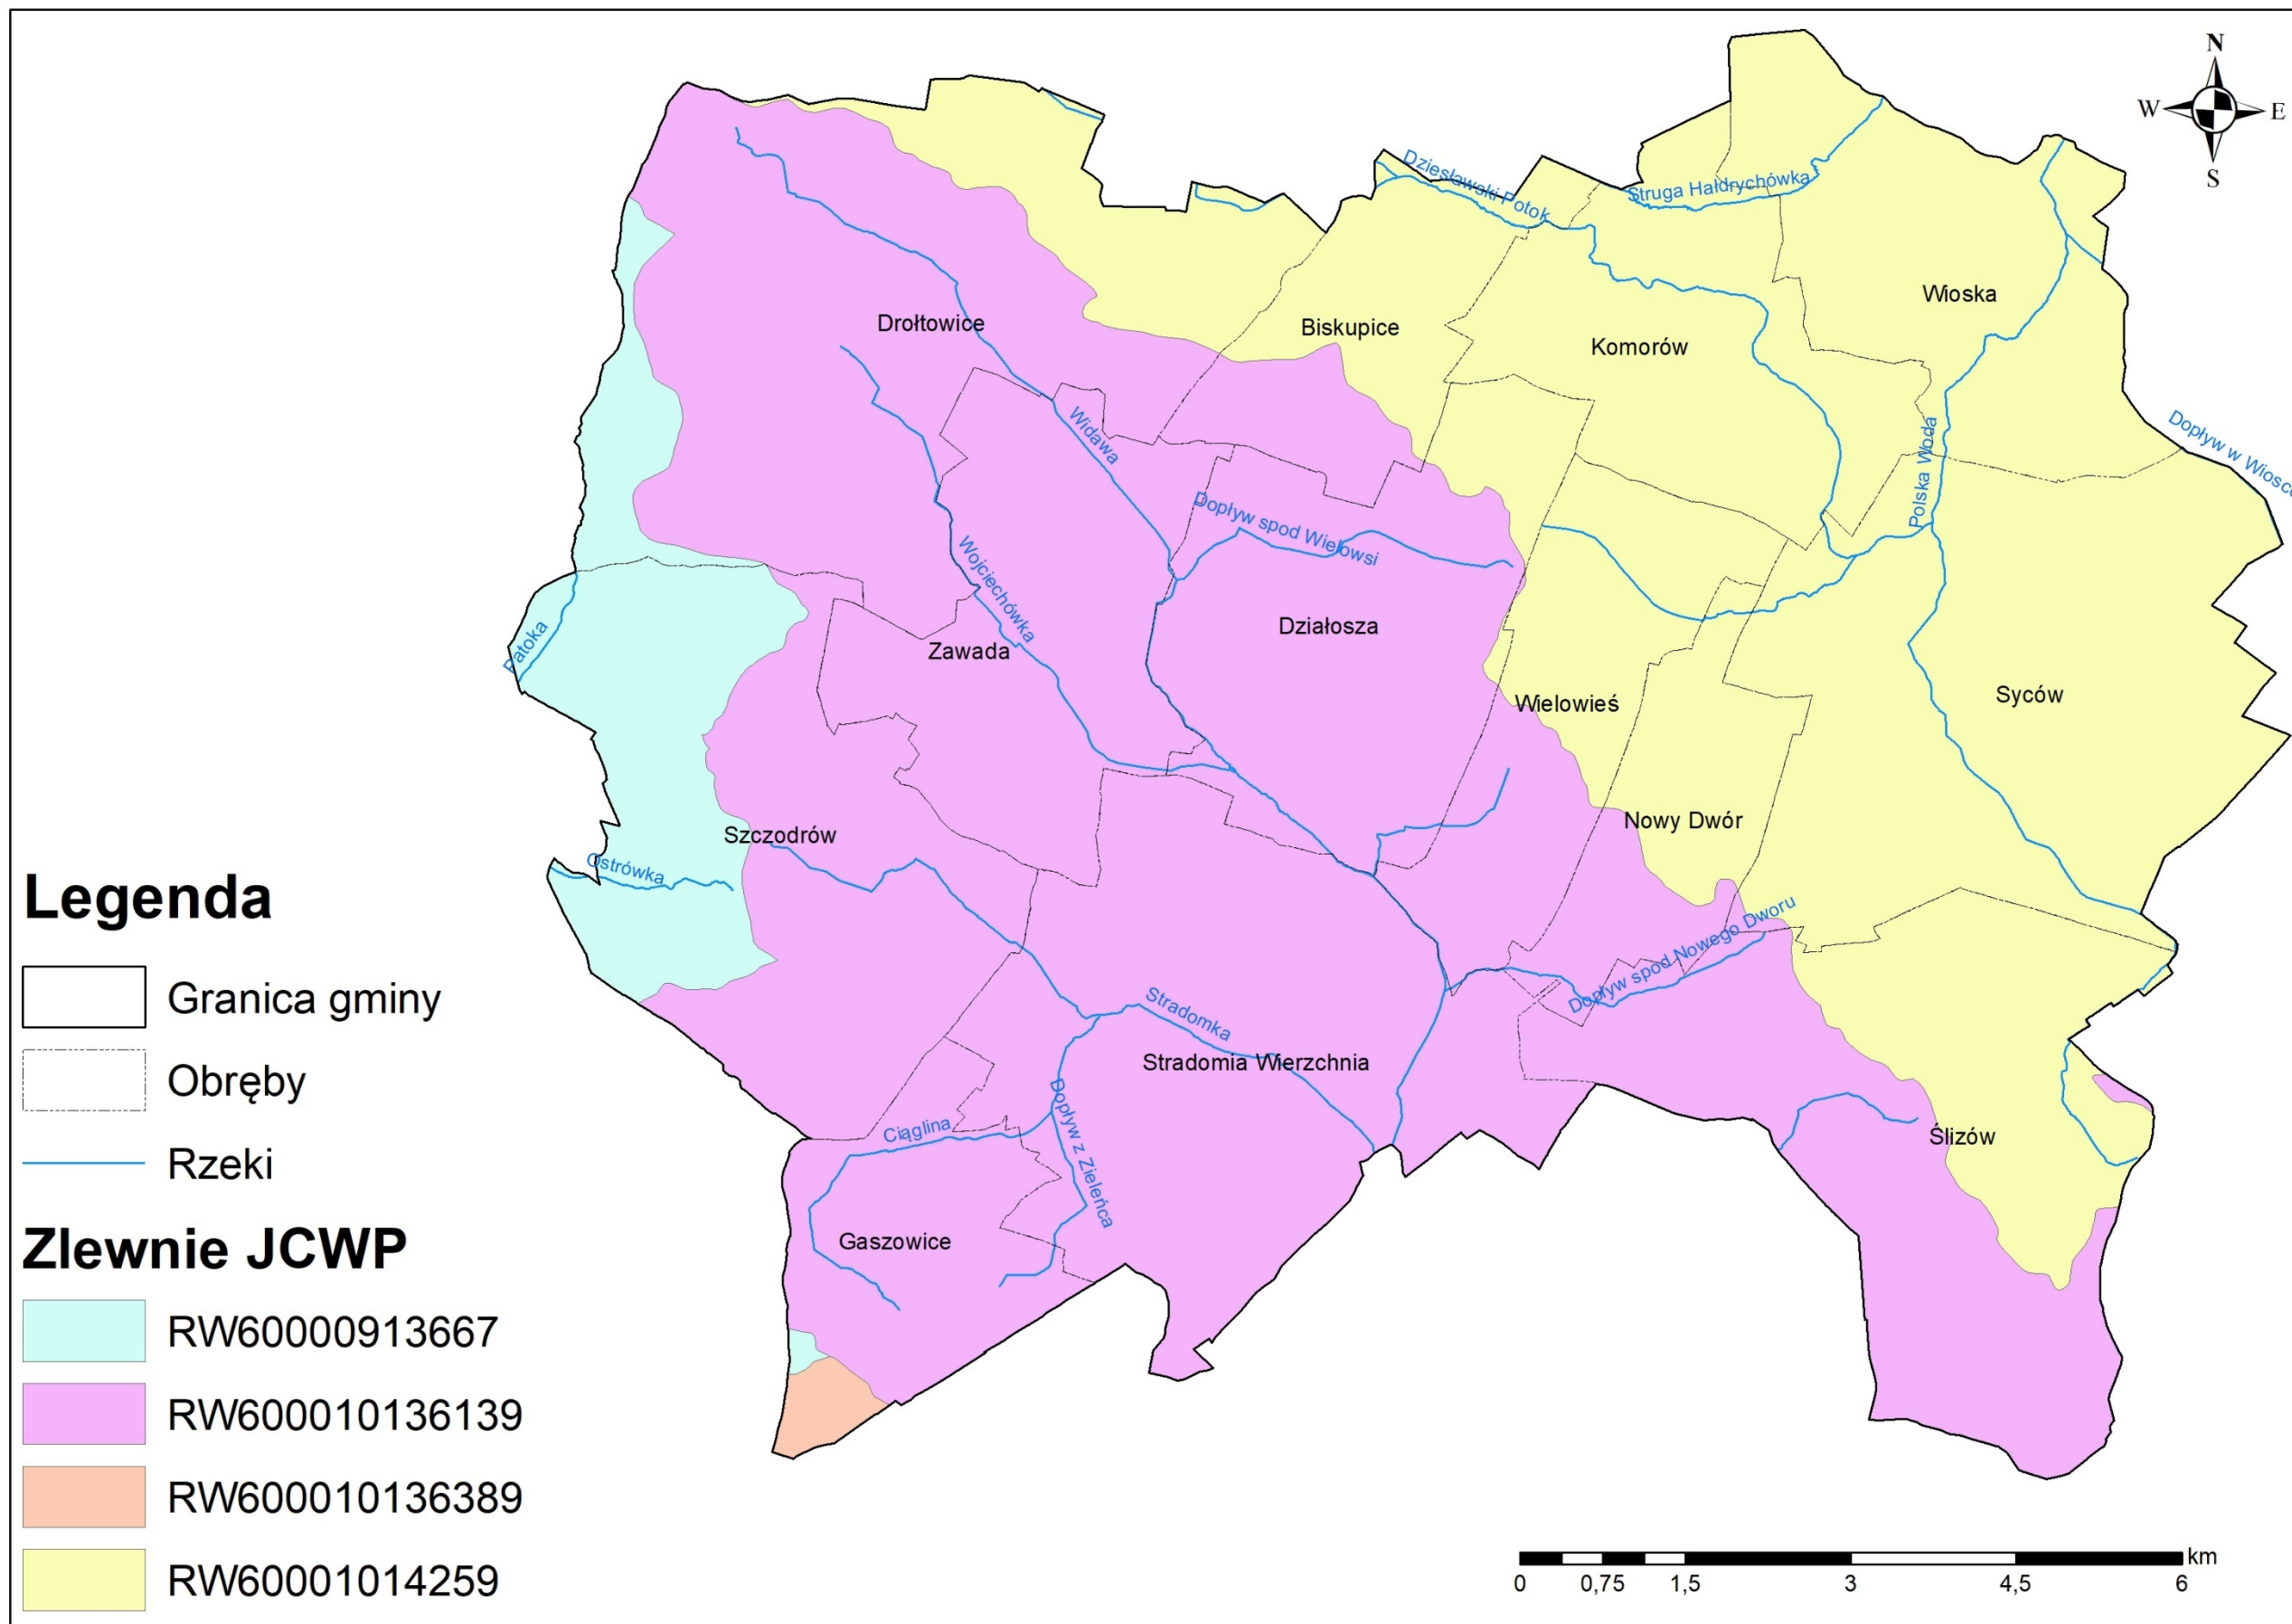 N
W
E
S
Dziesławski Potok
Struga Hałdrychówka
Wioska
Drołtowice
Biskupice
Komorów
Widawa
Polska Woda
Dopływ w Wiosce
Dopływ spod Wielowsi
Wojciechówka
Działosza
Patoka
Zawada
Syców
Wielowieś
Nowy Dwór
Szczodrów
Ostrówka
Dopływ spod Nowego Dworu
Stradomka
Stradomia Wierzchnia
Ciąglina
Dopływ z Zieleńca
Ślizów
Gaszowice
Legenda
Granica gminy
Obręby
Rzeki
Zlewnie JCWP
RW60000913667
RW600010136139
RW600010136389
RW60001014259
km
0 0,75 1,5 3 4,5 6